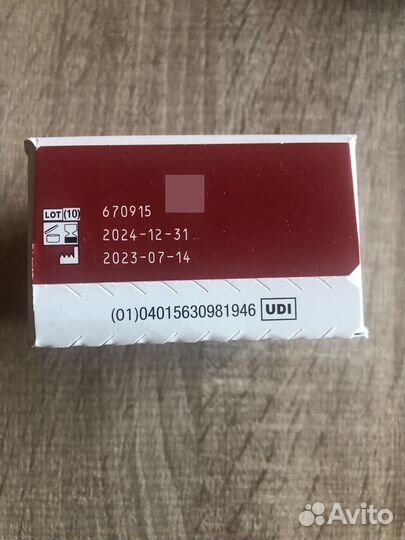 LOT (10) 670915
2024-12-31
2023-07-14
(01)04015630981946 UDI
Avito